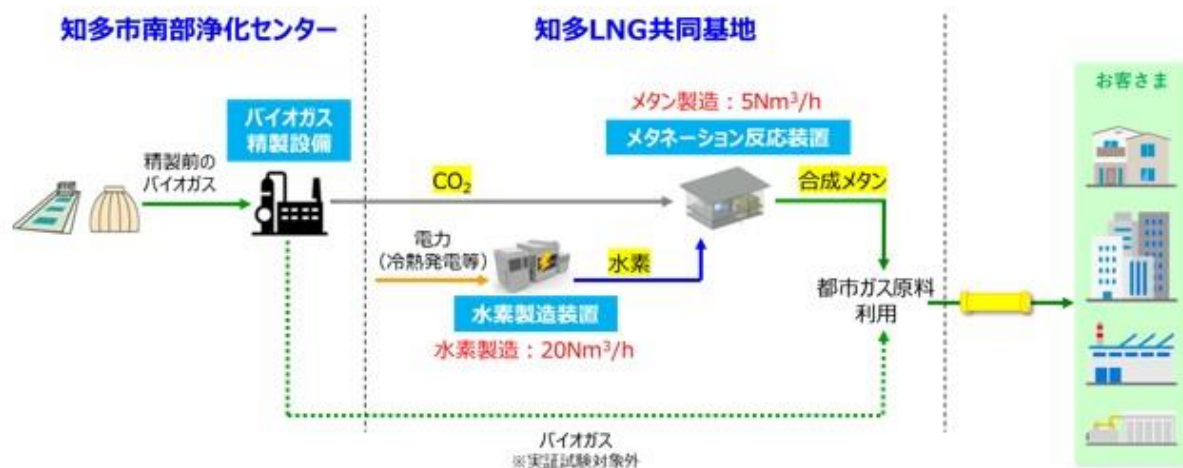 知多市南部浄化センター
知多LNG共同基地
お客さま
バイオガス
精製設備
精製前の
バイオガス
CO₂
メタン製造：5Nm³/h
メタネーション反応装置
合成メタン
電力
（冷熱発電等）
水素
水素製造装置
水素製造：20Nm³/h
都市ガス原料
利用
バイオガス
※実証試験対象外